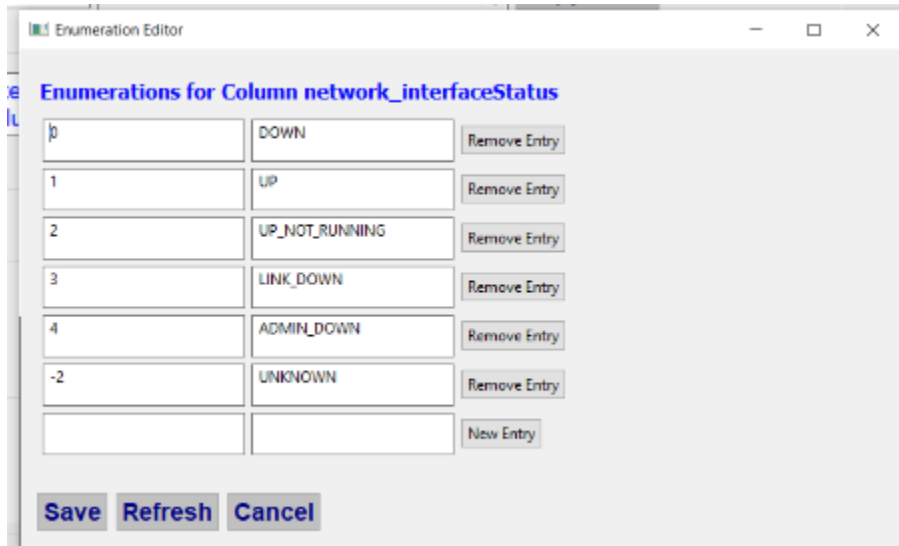 Enumeration Editor
Enumerations for Column network_interfaceStatus
0 DOWN Remove Entry
1 UP Remove Entry
2 UP_NOT_RUNNING Remove Entry
3 LINK_DOWN Remove Entry
4 ADMIN_DOWN Remove Entry
-2 UNKNOWN Remove Entry
New Entry
Save Refresh Cancel